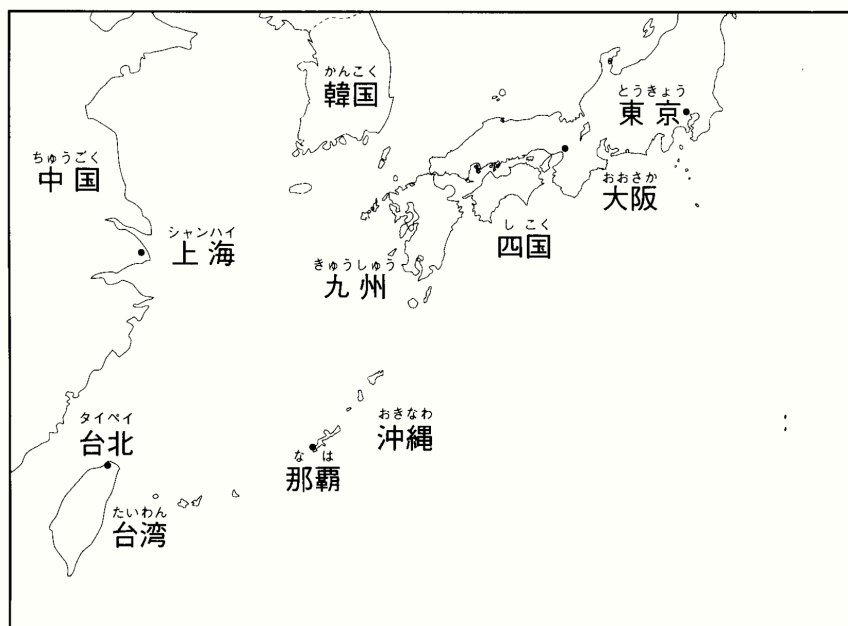 かんこく
韓国
とうきょう
東京
ちゅうごく
中国
おおさか
大阪
シャンハイ
上海
しこく
四国
きゅうしゅう
九州
タイペイ
台北
おきなわ
沖縄
なは
那覇
たいわん
台湾